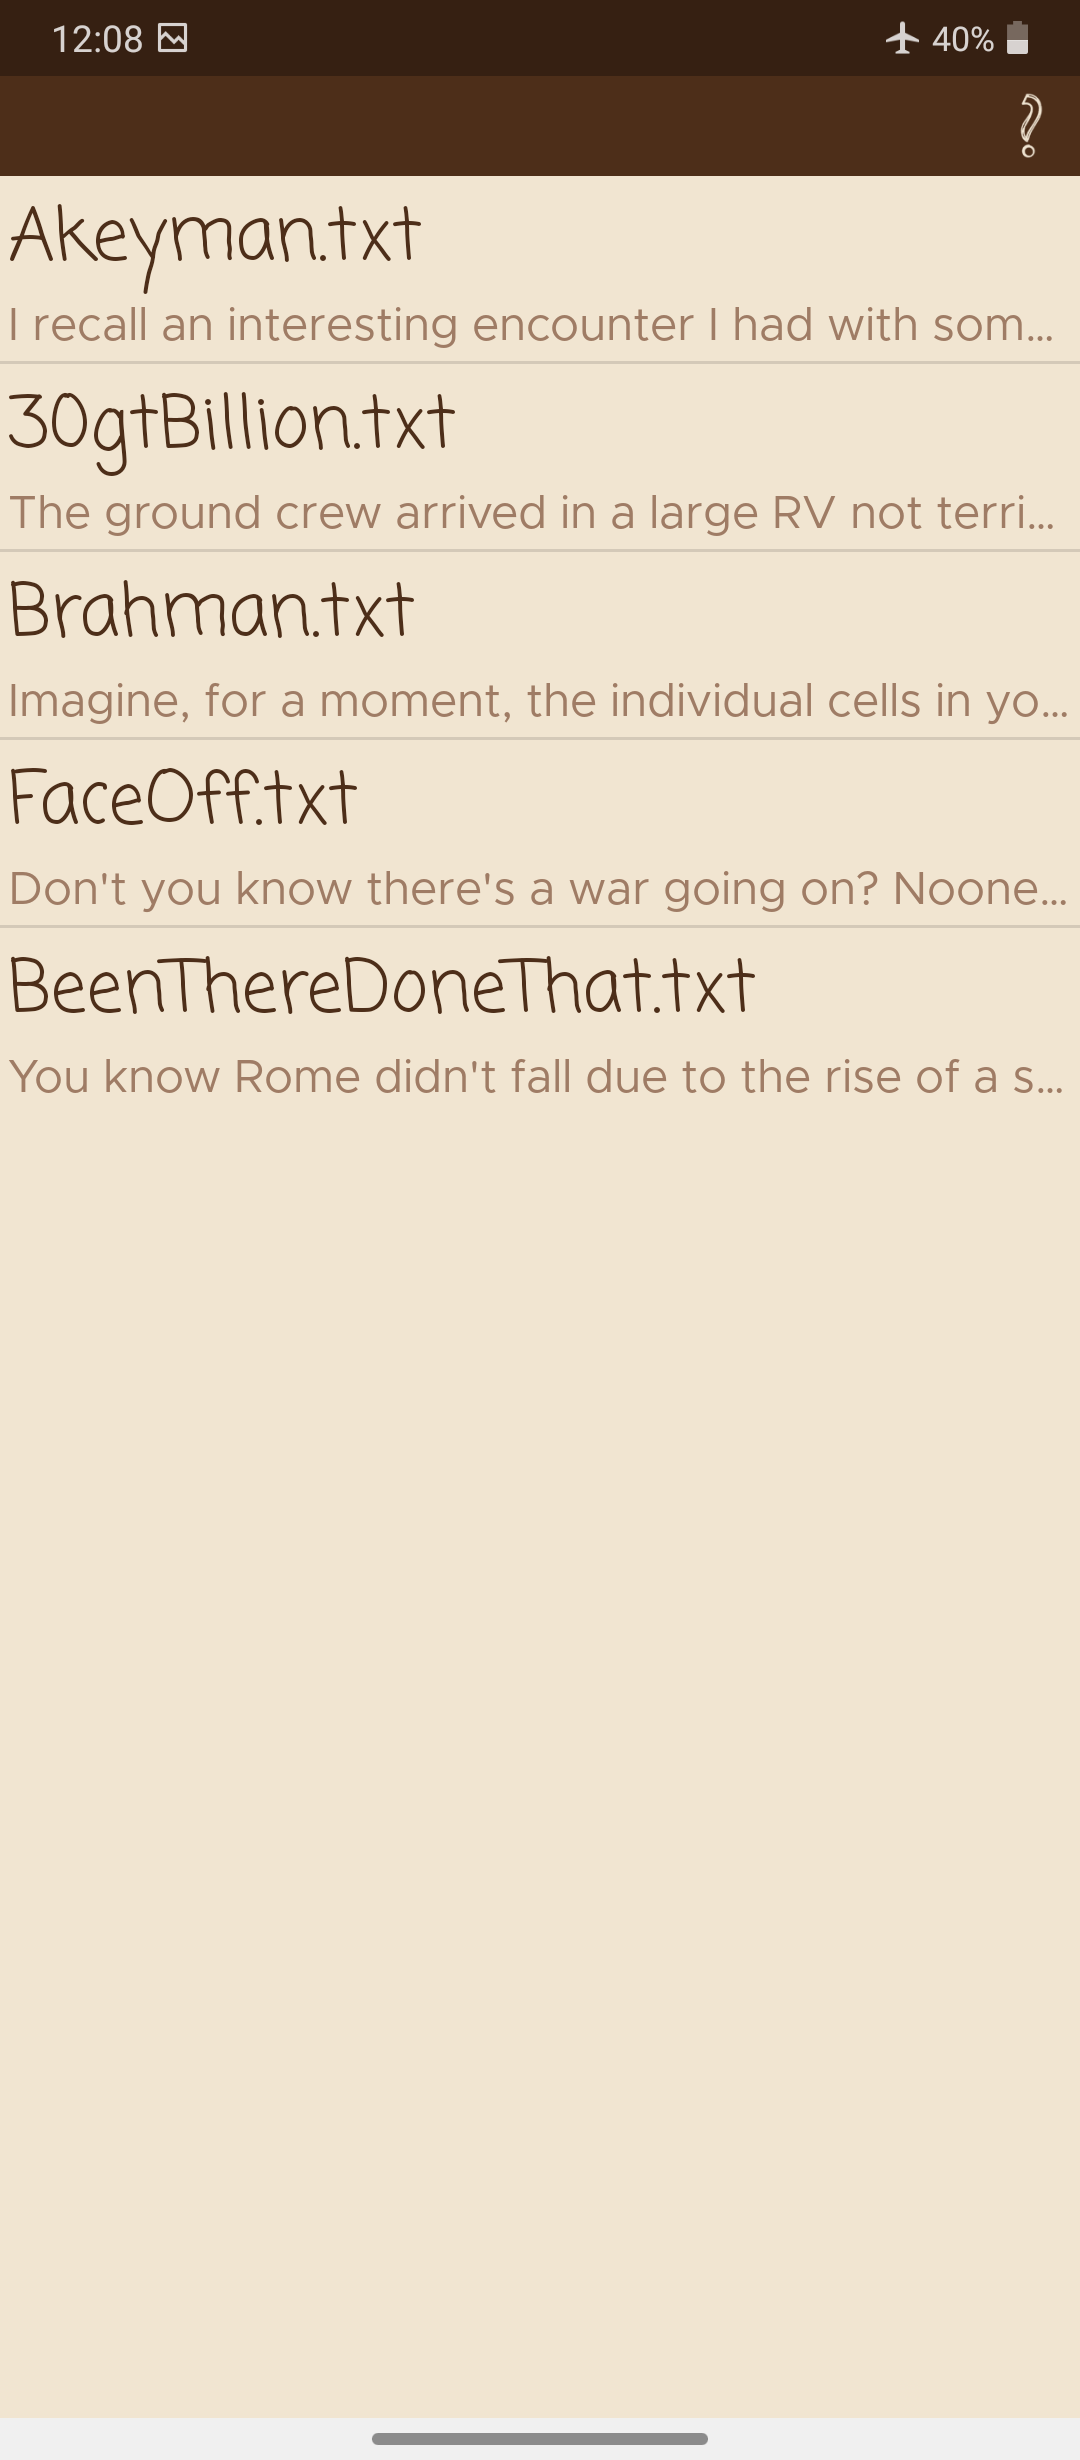 12:08 40%
?
Akeyman.txt
I recall an interesting encounter I had with som...
30gtBillion.txt
The ground crew arrived in a large RV not terri...
Brahman.txt
Imagine, for a moment, the individual cells in yo...
FaceOff.txt
Don't you know there's a war going on? Noone...
BeenThereDoneThat.txt
You know Rome didn't fall due to the rise of a s...